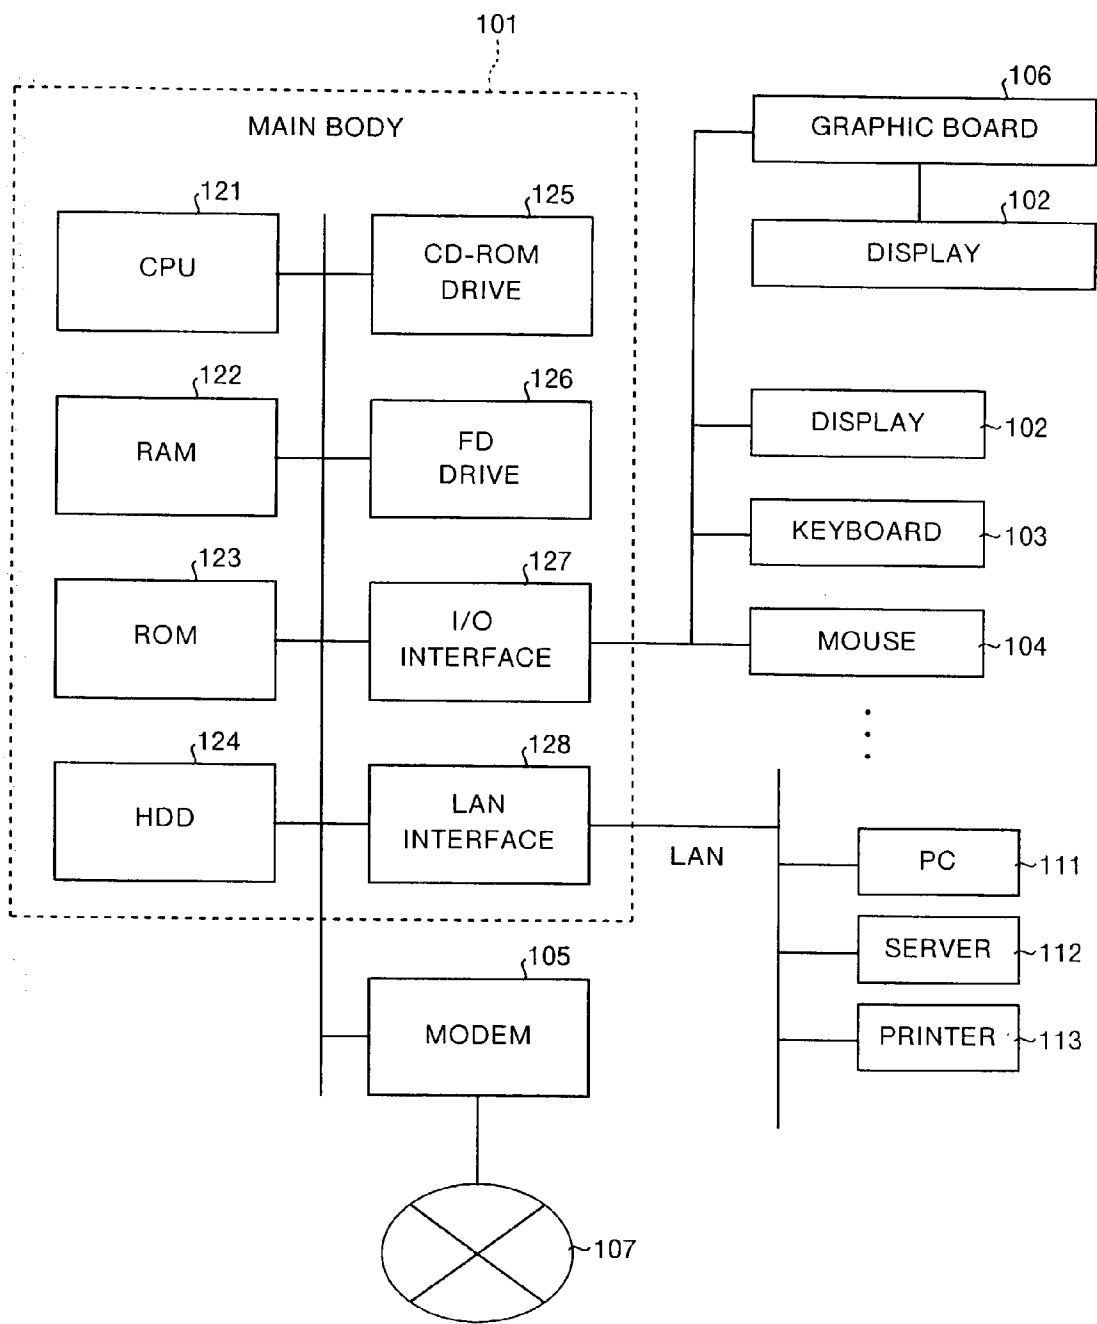 101
MAIN BODY
121
CPU
125
CD-ROM
DRIVE
122
RAM
126
FD
DRIVE
123
ROM
127
I/O
INTERFACE
124
HDD
128
LAN
INTERFACE
105
MODEM
107
106
GRAPHIC BOARD
102
DISPLAY
DISPLAY
102
KEYBOARD
103
MOUSE
104
LAN
PC
111
SERVER
112
PRINTER
113